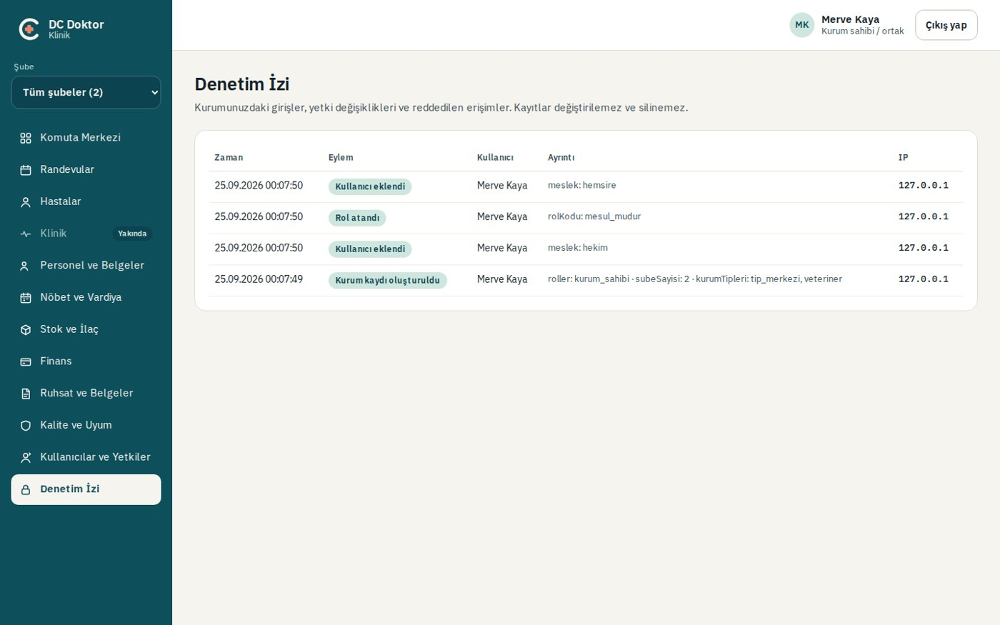 DC Doktor
Klinik
Şube
Tüm şubeler (2)
Komuta Merkezi
Randevular
Hastalar
Klinik Yakında
Personel ve Belgeler
Nöbet ve Vardiya
Stok ve İlaç
Finans
Ruhsat ve Belgeler
Kalite ve Uyum
Kullanıcılar ve Yetkiler
Denetim İzi
MK
Merve Kaya
Kurum sahibi / ortak
Çıkış yap
Denetim İzi
Kurumunuzdaki girişler, yetki değişiklikleri ve reddedilen erişimler. Kayıtlar değiştirilemez ve silinemez.
Zaman Eylem Kullanıcı Ayrıntı IP
25.09.2026 00:07:50 Kullanıcı eklendi Merve Kaya meslek: hemsire 127.0.0.1
25.09.2026 00:07:50 Rol atandı Merve Kaya rolKodu: mesul_mudur 127.0.0.1
25.09.2026 00:07:50 Kullanıcı eklendi Merve Kaya meslek: hekim 127.0.0.1
25.09.2026 00:07:49 Kurum kaydı oluşturuldu Merve Kaya roller: kurum_sahibi · subeSayisi: 2 · kurumTipleri: tip_merkezi, veteriner 127.0.0.1